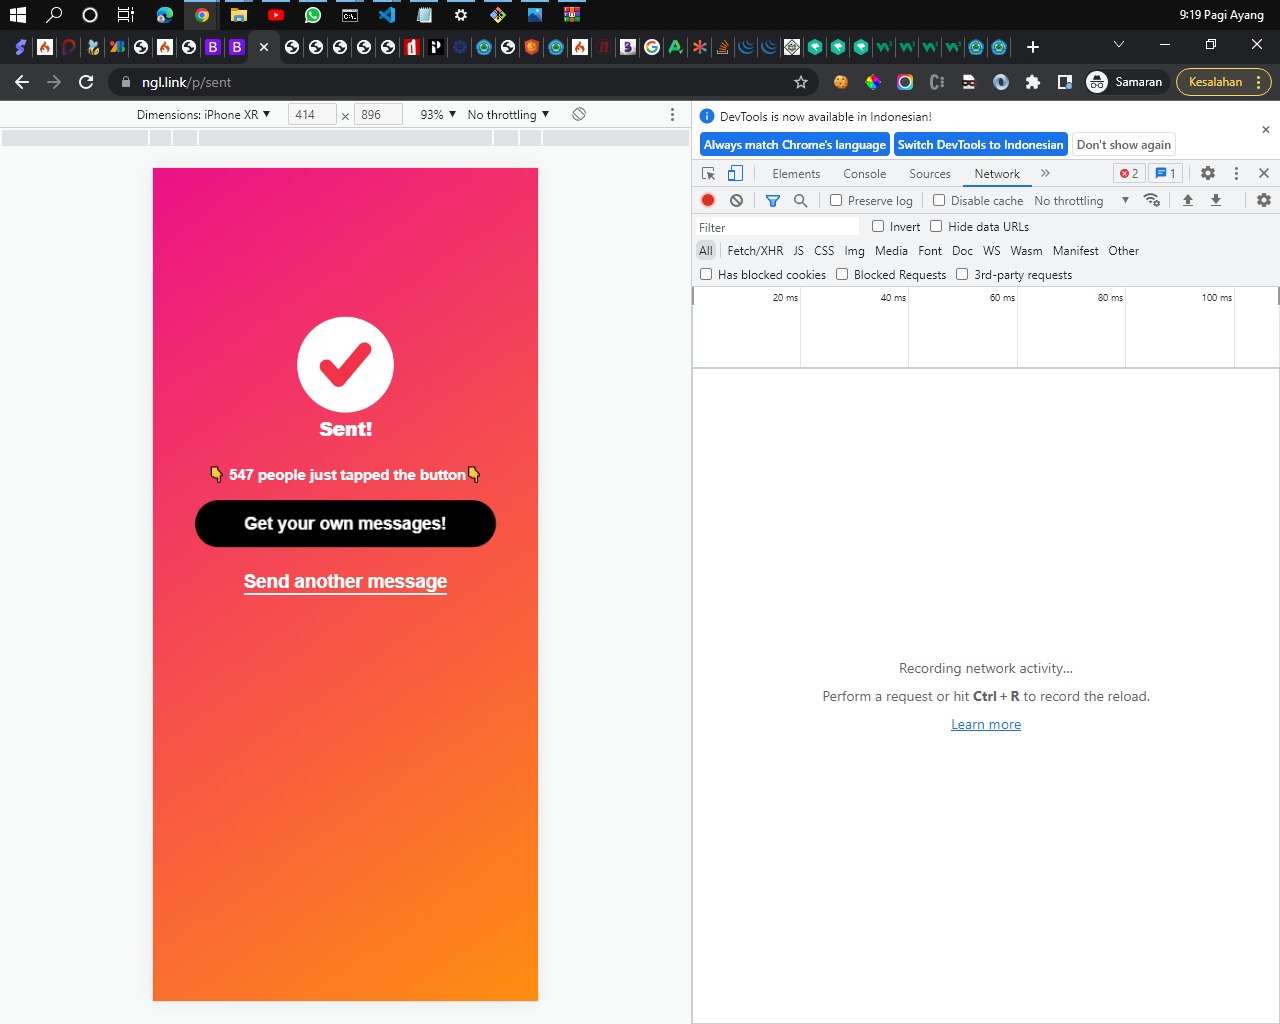 9:19 Pagi Ayang
ngl.link/p/sent
Samaran
Kesalahan
Dimensions: iPhone XR ▼ 414 × 896 93% ▼ No throttling ▼
DevTools is now available in Indonesian!
Always match Chrome's language Switch DevTools to Indonesian Don't show again
Elements Console Sources Network » 2 1
Preserve log Disable cache No throttling ▼
Filter Invert Hide data URLs
All Fetch/XHR JS CSS Img Media Font Doc WS Wasm Manifest Other
Has blocked cookies Blocked Requests 3rd-party requests
20 ms 40 ms 60 ms 80 ms 100 ms
Sent!
👇 547 people just tapped the button👇
Get your own messages!
Send another message
Recording network activity…
Perform a request or hit Ctrl + R to record the reload.
Learn more